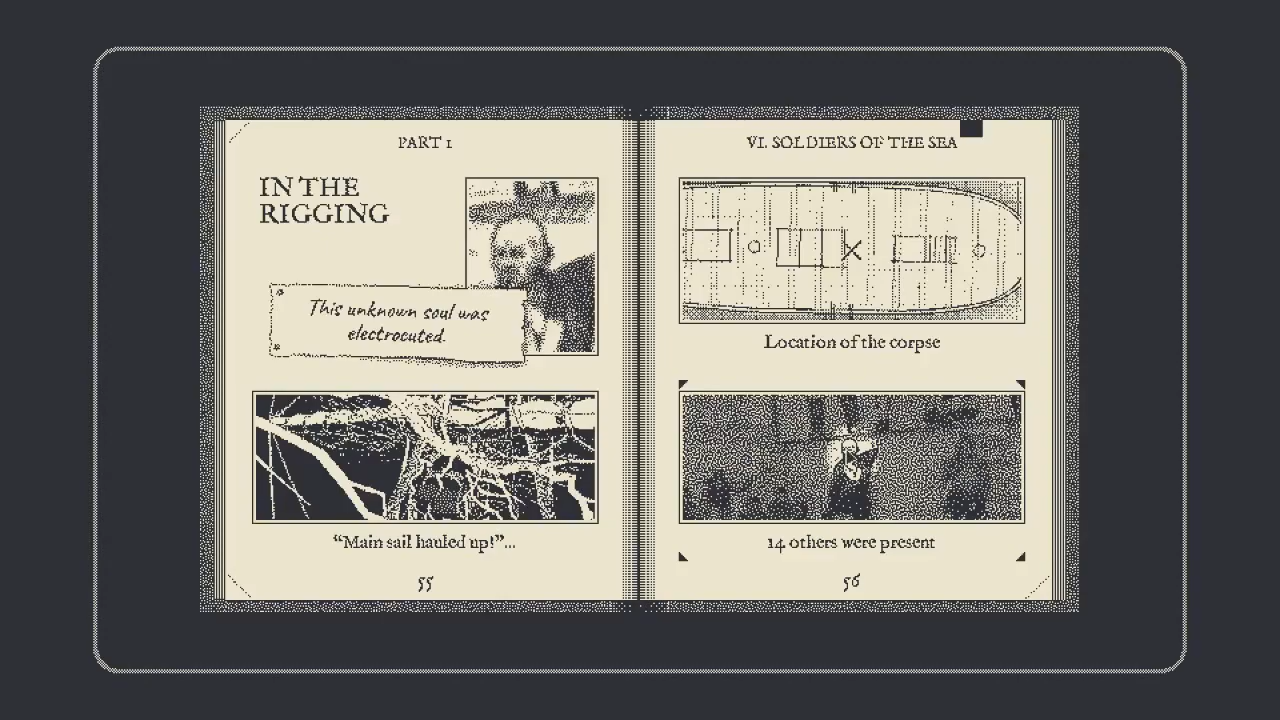 PART 1
IN THE
RIGGING
This unknown soul was
electrocuted.
“Main sail hauled up!”...
55
VI. SOLDIERS OF THE SEA
Location of the corpse
14 others were present
56